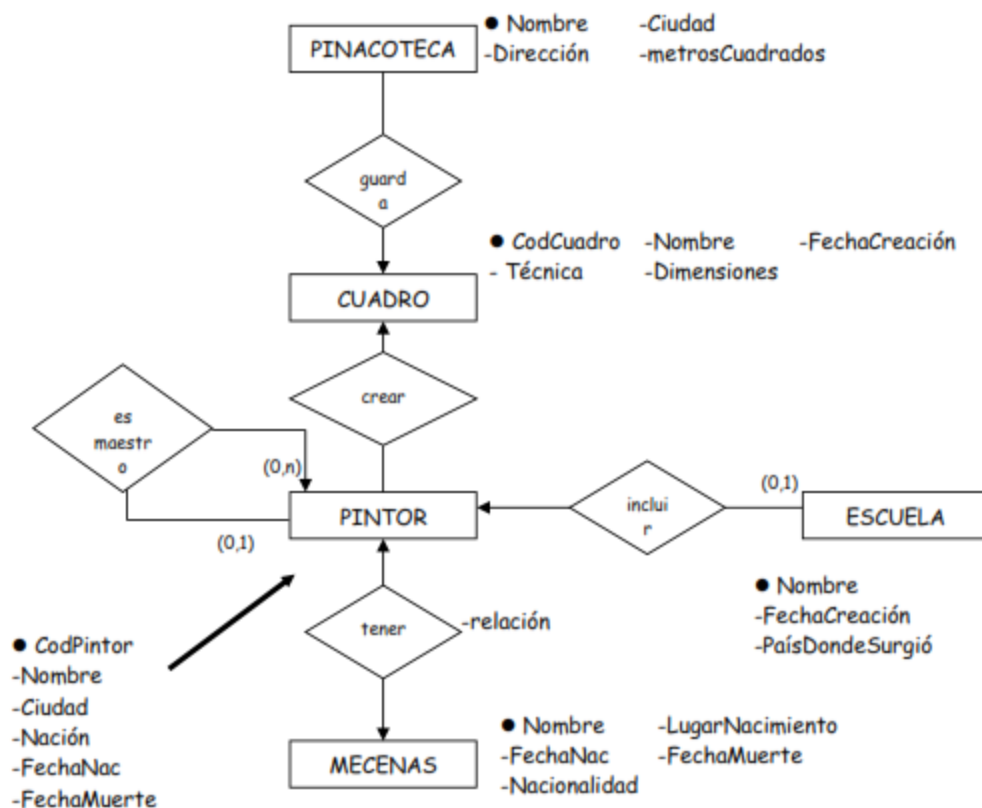 ● Nombre -Ciudad
PINACOTECA -Dirección -metrosCuadrados
guard
a
● CodCuadro -Nombre -FechaCreación
- Técnica -Dimensiones
CUADRO
crear
es
maestr
o
(0,n)
(0,1)
PINTOR
inclui
r
(0,1)
ESCUELA
● Nombre
-FechaCreación
-PaísDondeSurgió
tener
-relación
● CodPintor
-Nombre
-Ciudad
-Nación
-FechaNac
-FechaMuerte
MECENAS
● Nombre -LugarNacimiento
-FechaNac -FechaMuerte
-Nacionalidad